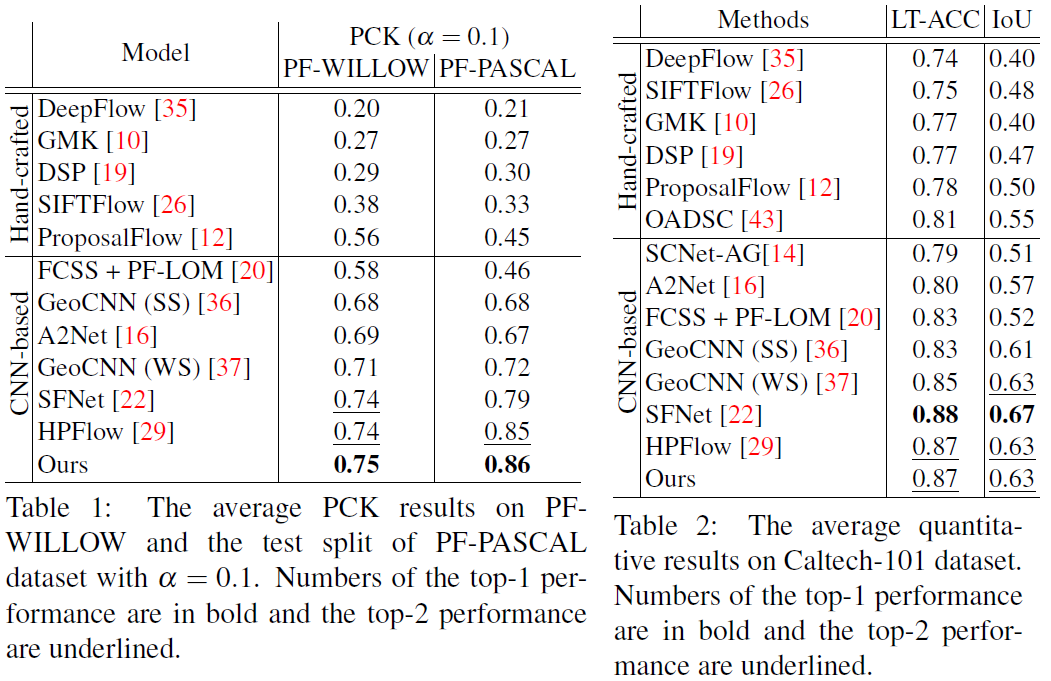 Model PCK (α = 0.1)
PF-WILLOW PF-PASCAL
Hand-crafted
DeepFlow [35] 0.20 0.21
GMK [10] 0.27 0.27
DSP [19] 0.29 0.30
SIFTFlow [26] 0.38 0.33
ProposalFlow [12] 0.56 0.45
CNN-based
FCSS + PF-LOM [20] 0.58 0.46
GeoCNN (SS) [36] 0.68 0.68
A2Net [16] 0.69 0.67
GeoCNN (WS) [37] 0.71 0.72
SFNet [22] 0.74 0.79
HPFlow [29] 0.74 0.85
Ours 0.75 0.86
Table 1: The average PCK results on PF-
WILLOW and the test split of PF-PASCAL
dataset with α = 0.1. Numbers of the top-1 per-
formance are in bold and the top-2 performance
are underlined.
Methods LT-ACC IoU
Hand-crafted
DeepFlow [35] 0.74 0.40
SIFTFlow [26] 0.75 0.48
GMK [10] 0.77 0.40
DSP [19] 0.77 0.47
ProposalFlow [12] 0.78 0.50
OADSC [43] 0.81 0.55
CNN-based
SCNet-AG[14] 0.79 0.51
A2Net [16] 0.80 0.57
FCSS + PF-LOM [20] 0.83 0.52
GeoCNN (SS) [36] 0.83 0.61
GeoCNN (WS) [37] 0.85 0.63
SFNet [22] 0.88 0.67
HPFlow [29] 0.87 0.63
Ours 0.87 0.63
Table 2: The average quantita-
tive results on Caltech-101 dataset.
Numbers of the top-1 performance
are in bold and the top-2 perfor-
mance are underlined.